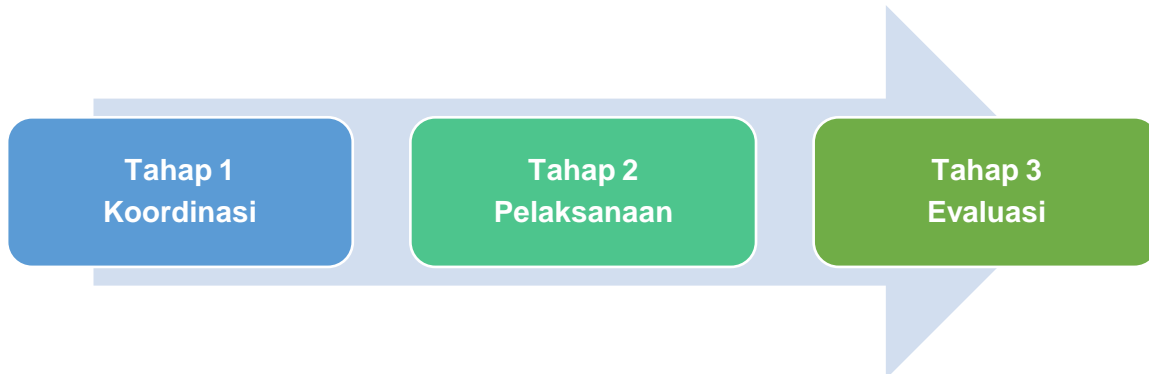 Tahap 1
Koordinasi
Tahap 2
Pelaksanaan
Tahap 3
Evaluasi